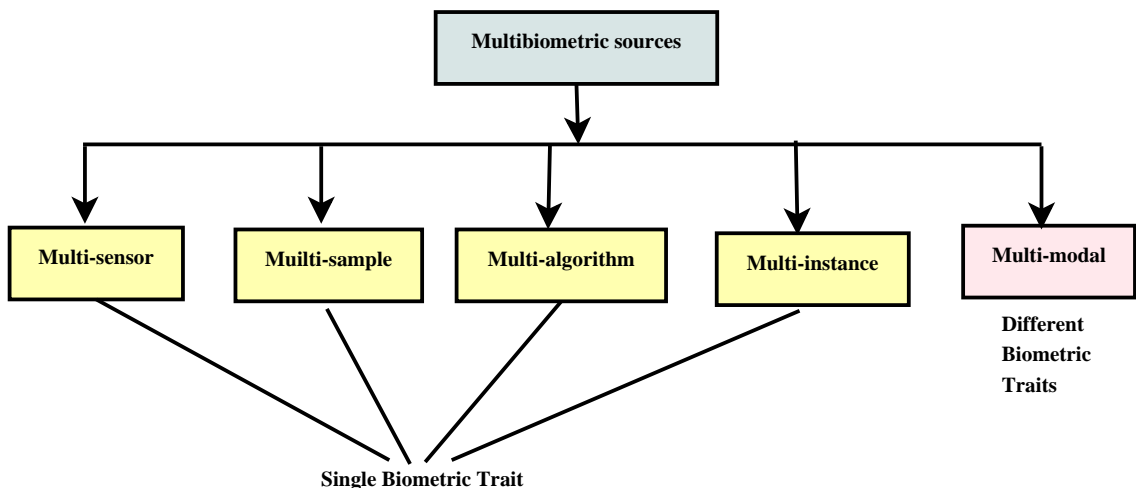 Multibiometric sources
Multi-sensor
Muilti-sample
Multi-algorithm
Multi-instance
Multi-modal
Different
Biometric
Traits
Single Biometric Trait